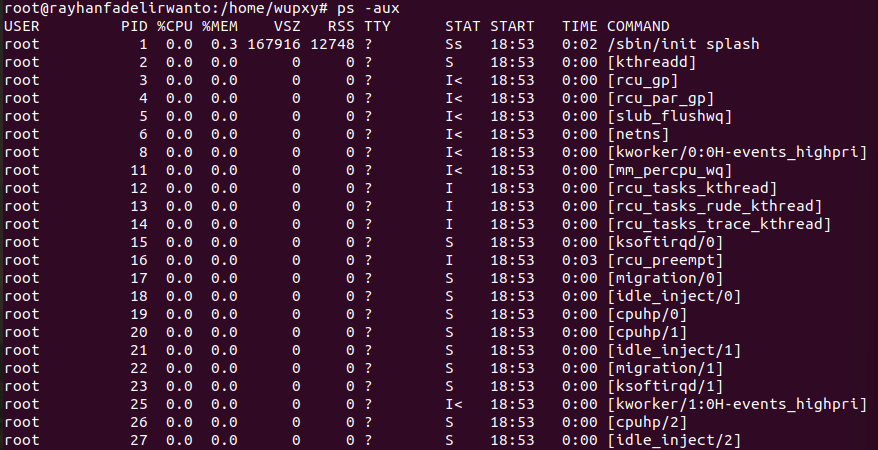 root@rayhanfadelirwanto:/home/wupxy# ps -aux
USER         PID %CPU %MEM    VSZ   RSS TTY      STAT START   TIME COMMAND
root           1  0.0  0.3 167916 12748 ?        Ss   18:53   0:02 /sbin/init splash
root           2  0.0  0.0      0     0 ?        S    18:53   0:00 [kthreadd]
root           3  0.0  0.0      0     0 ?        I<   18:53   0:00 [rcu_gp]
root           4  0.0  0.0      0     0 ?        I<   18:53   0:00 [rcu_par_gp]
root           5  0.0  0.0      0     0 ?        I<   18:53   0:00 [slub_flushwq]
root           6  0.0  0.0      0     0 ?        I<   18:53   0:00 [netns]
root           8  0.0  0.0      0     0 ?        I<   18:53   0:00 [kworker/0:0H-events_highpri]
root          11  0.0  0.0      0     0 ?        I<   18:53   0:00 [mm_percpu_wq]
root          12  0.0  0.0      0     0 ?        I    18:53   0:00 [rcu_tasks_kthread]
root          13  0.0  0.0      0     0 ?        I    18:53   0:00 [rcu_tasks_rude_kthread]
root          14  0.0  0.0      0     0 ?        I    18:53   0:00 [rcu_tasks_trace_kthread]
root          15  0.0  0.0      0     0 ?        S    18:53   0:00 [ksoftirqd/0]
root          16  0.0  0.0      0     0 ?        I    18:53   0:03 [rcu_preempt]
root          17  0.0  0.0      0     0 ?        S    18:53   0:00 [migration/0]
root          18  0.0  0.0      0     0 ?        S    18:53   0:00 [idle_inject/0]
root          19  0.0  0.0      0     0 ?        S    18:53   0:00 [cpuhp/0]
root          20  0.0  0.0      0     0 ?        S    18:53   0:00 [cpuhp/1]
root          21  0.0  0.0      0     0 ?        S    18:53   0:00 [idle_inject/1]
root          22  0.0  0.0      0     0 ?        S    18:53   0:00 [migration/1]
root          23  0.0  0.0      0     0 ?        S    18:53   0:00 [ksoftirqd/1]
root          25  0.0  0.0      0     0 ?        I<   18:53   0:00 [kworker/1:0H-events_highpri]
root          26  0.0  0.0      0     0 ?        S    18:53   0:00 [cpuhp/2]
root          27  0.0  0.0      0     0 ?        S    18:53   0:00 [idle_inject/2]